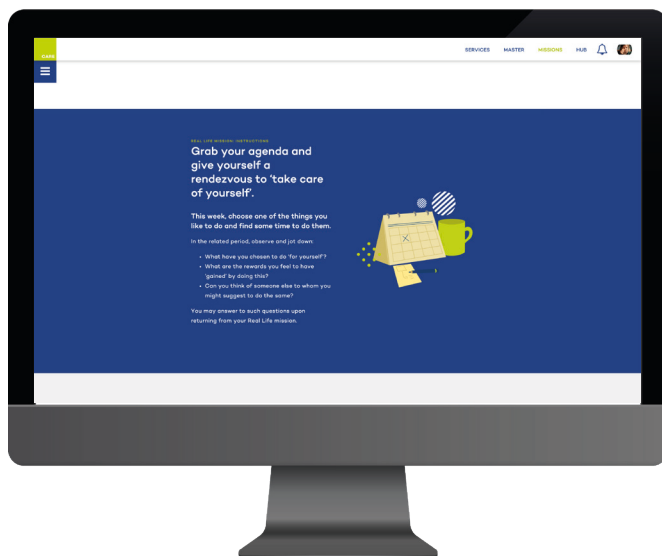 CARE
SERVICES MASTER MISSIONS HUB
REAL LIFE MISSION: INSTRUCTIONS
Grab your agenda and
give yourself a
rendezvous to 'take care
of yourself'.
This week, choose one of the things you
like to do and find some time to do them.
In the related period, observe and jot down:
• What have you chosen to do 'for yourself'?
• What are the rewards you feel to have
'gained' by doing this?
• Can you think of someone else to whom you
might suggest to do the same?
You may answer to such questions upon
returning from your Real Life mission.